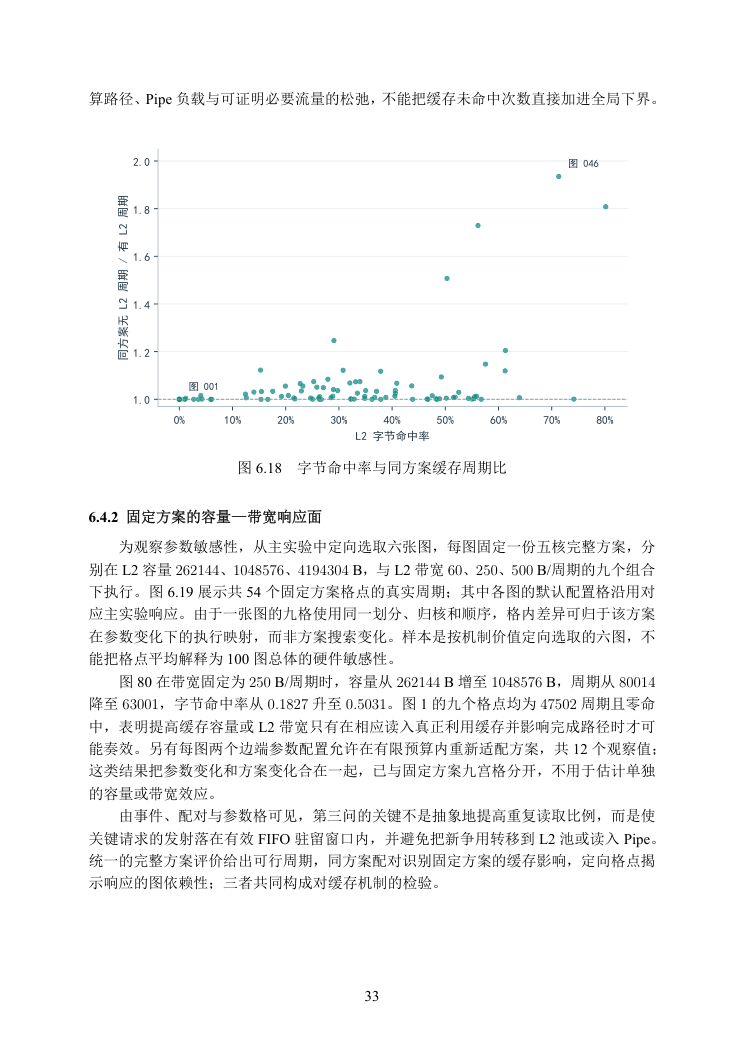 算路径、Pipe 负载与可证明必要流量的松弛，不能把缓存未命中次数直接加进全局下界。
同方案无 L2 周期 / 有 L2 周期
2.0
1.8
1.6
1.4
1.2
1.0
图 046
图 001
0% 10% 20% 30% 40% 50% 60% 70% 80%
L2 字节命中率
图 6.18 字节命中率与同方案缓存周期比
6.4.2 固定方案的容量—带宽响应面
为观察参数敏感性，从主实验中定向选取六张图，每图固定一份五核完整方案，分
别在 L2 容量 262144、1048576、4194304 B，与 L2 带宽 60、250、500 B/周期的九个组合
下执行。图 6.19 展示共 54 个固定方案格点的真实周期；其中各图的默认配置格沿用对
应主实验响应。由于一张图的九格使用同一划分、归核和顺序，格内差异可归于该方案
在参数变化下的执行映射，而非方案搜索变化。样本是按机制价值定向选取的六图，不
能把格点平均解释为 100 图总体的硬件敏感性。
图 80 在带宽固定为 250 B/周期时，容量从 262144 B 增至 1048576 B，周期从 80014
降至 63001，字节命中率从 0.1827 升至 0.5031。图 1 的九个格点均为 47502 周期且零命
中，表明提高缓存容量或 L2 带宽只有在相应读入真正利用缓存并影响完成路径时才可
能奏效。另有每图两个边端参数配置允许在有限预算内重新适配方案，共 12 个观察值；
这类结果把参数变化和方案变化合在一起，已与固定方案九宫格分开，不用于估计单独
的容量或带宽效应。
由事件、配对与参数格可见，第三问的关键不是抽象地提高重复读取比例，而是使
关键请求的发射落在有效 FIFO 驻留窗口内，并避免把新争用转移到 L2 池或读入 Pipe。
统一的完整方案评价给出可行周期，同方案配对识别固定方案的缓存影响，定向格点揭
示响应的图依赖性；三者共同构成对缓存机制的检验。
33